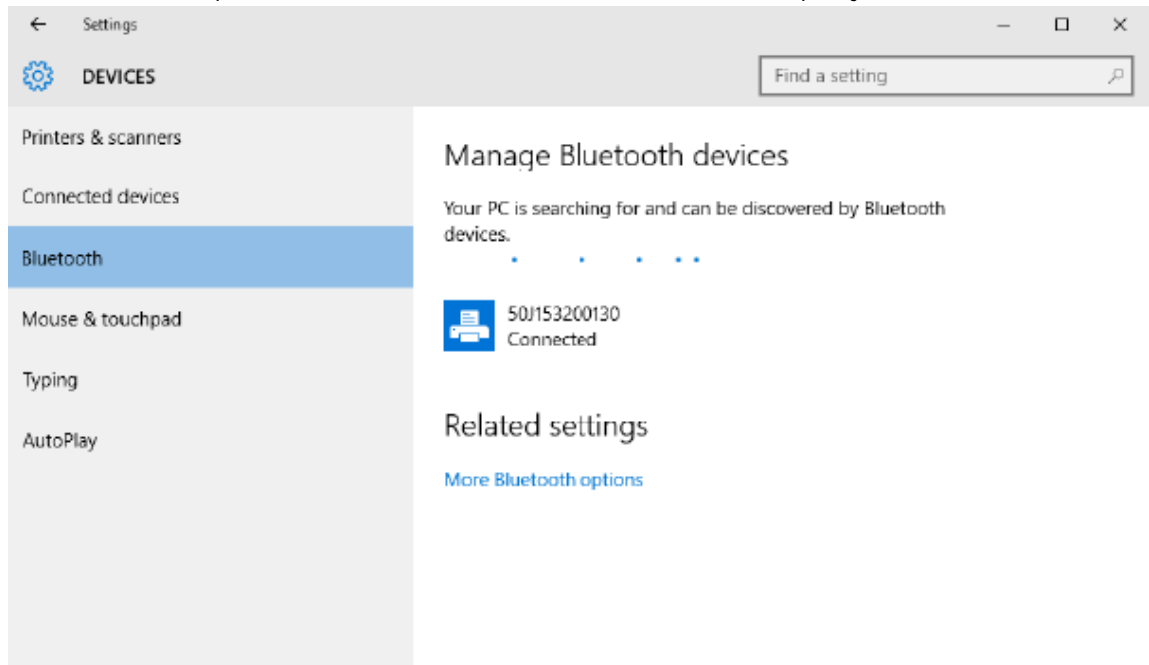 Settings
DEVICES
Find a setting
Printers & scanners
Connected devices
Bluetooth
Mouse & touchpad
Typing
AutoPlay
Manage Bluetooth devices
Your PC is searching for and can be discovered by Bluetooth
devices.
50J153200130
Connected
Related settings
More Bluetooth options